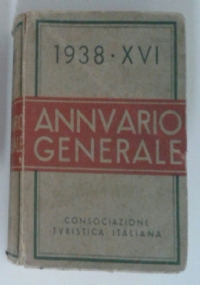 1938·XVI
ANNVARIO
GENERALE
CONSOCIAZIONE
TVRISTICA ITALIANA